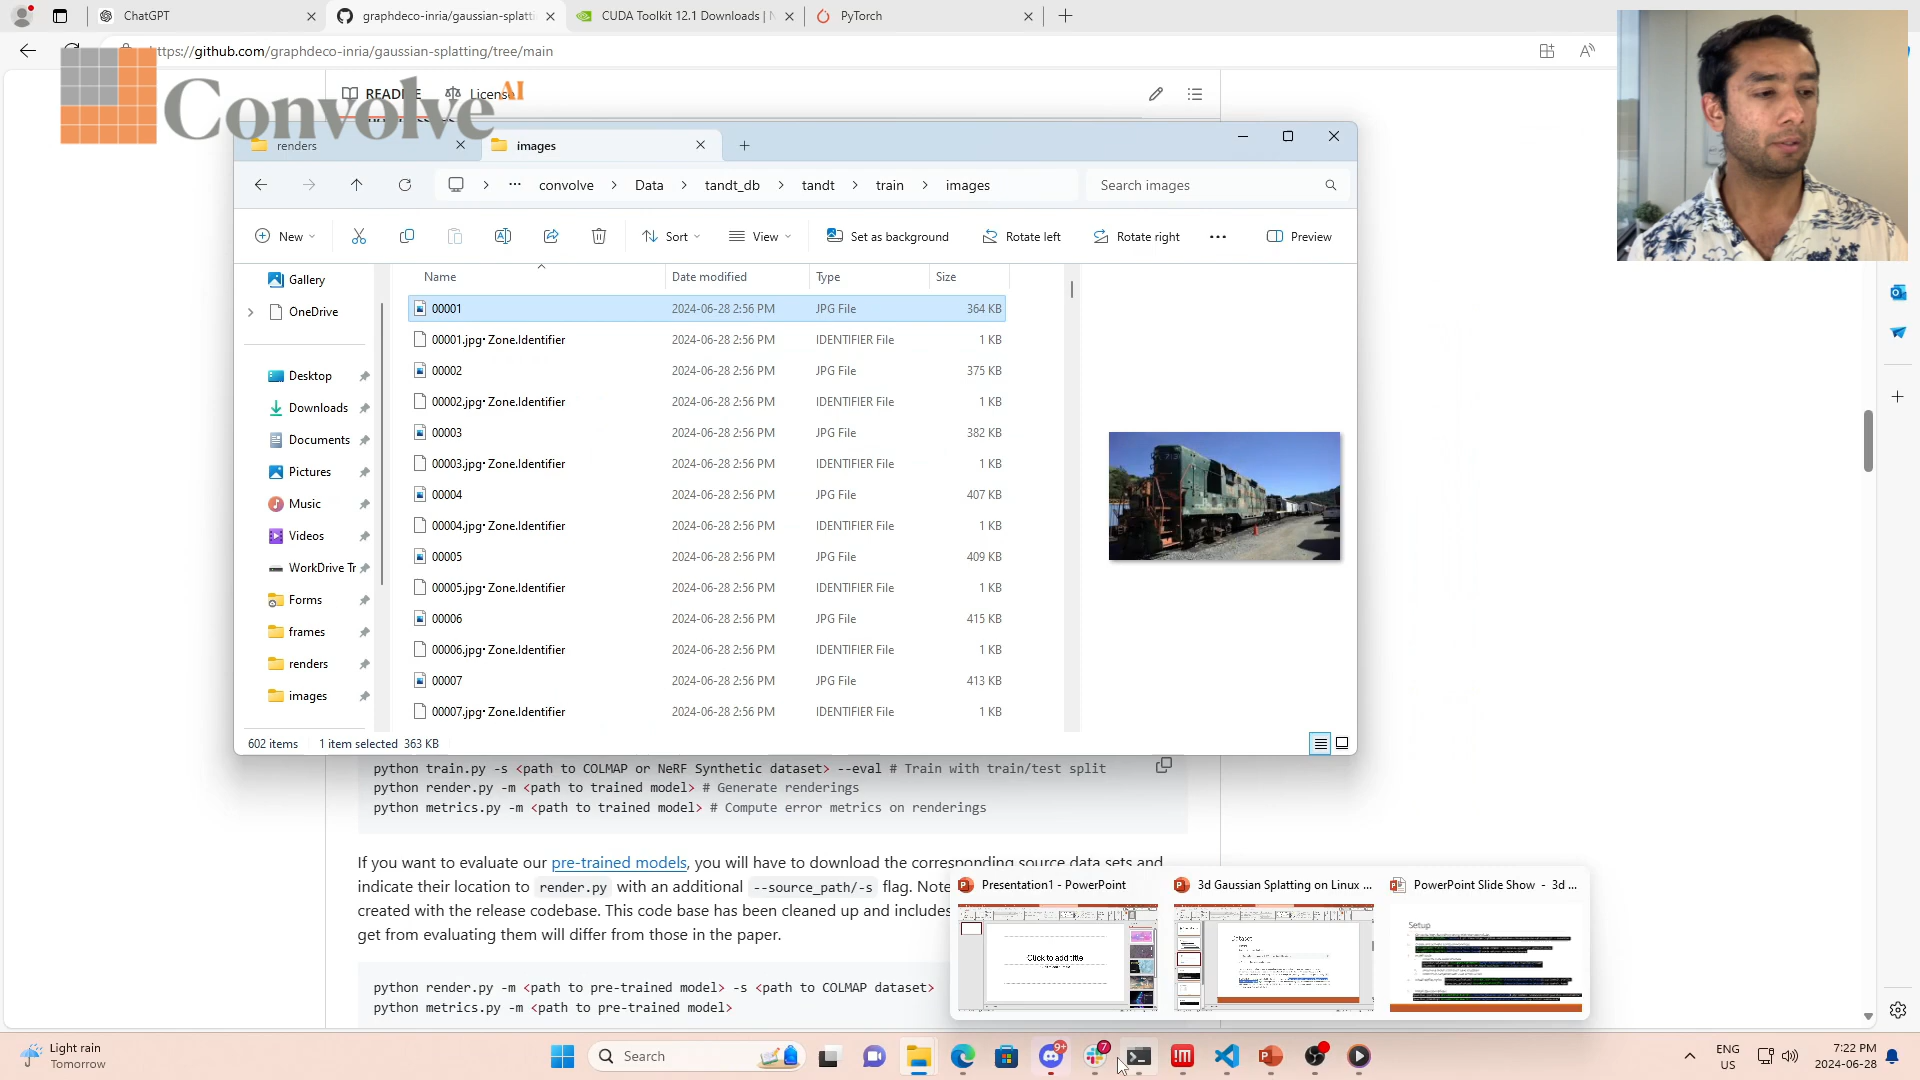 ChatGPT
graphdeco-inria/gaussian-splatti
CUDA Toolkit 12.1 Downloads | N
PyTorch
https://github.com/graphdeco-inria/gaussian-splatting/tree/main
README
License
Convolve AI
renders
images
convolve > Data > tandt_db > tandt > train > images
Search images
New
Sort
View
Set as background
Rotate left
Rotate right
Preview
Gallery
OneDrive
Desktop
Downloads
Documents
Pictures
Music
Videos
WorkDrive Tr
Forms
frames
renders
images
Name Date modified Type Size
00001 2024-06-28 2:56 PM JPG File 364 KB
00001.jpg·Zone.Identifier 2024-06-28 2:56 PM IDENTIFIER File 1 KB
00002 2024-06-28 2:56 PM JPG File 375 KB
00002.jpg·Zone.Identifier 2024-06-28 2:56 PM IDENTIFIER File 1 KB
00003 2024-06-28 2:56 PM JPG File 382 KB
00003.jpg·Zone.Identifier 2024-06-28 2:56 PM IDENTIFIER File 1 KB
00004 2024-06-28 2:56 PM JPG File 407 KB
00004.jpg·Zone.Identifier 2024-06-28 2:56 PM IDENTIFIER File 1 KB
00005 2024-06-28 2:56 PM JPG File 409 KB
00005.jpg·Zone.Identifier 2024-06-28 2:56 PM IDENTIFIER File 1 KB
00006 2024-06-28 2:56 PM JPG File 415 KB
00006.jpg·Zone.Identifier 2024-06-28 2:56 PM IDENTIFIER File 1 KB
00007 2024-06-28 2:56 PM JPG File 413 KB
00007.jpg·Zone.Identifier 2024-06-28 2:56 PM IDENTIFIER File 1 KB
602 items 1 item selected 363 KB
python train.py -s <path to COLMAP or NeRF Synthetic dataset> --eval # Train with train/test split
python render.py -m <path to trained model> # Generate renderings
python metrics.py -m <path to trained model> # Compute error metrics on renderings
If you want to evaluate our pre-trained models, you will have to download the corresponding source data sets and
indicate their location to render.py with an additional --source_path/-s flag. Note
created with the release codebase. This code base has been cleaned up and includes
get from evaluating them will differ from those in the paper.
python render.py -m <path to pre-trained model> -s <path to COLMAP dataset>
python metrics.py -m <path to pre-trained model>
Presentation1 - PowerPoint
3d Gaussian Splatting on Linux ...
PowerPoint Slide Show - 3d ...
Click to add title
Dataset
Setup
Light rain
Tomorrow
Search
9+
7
ENG
US
7:22 PM
2024-06-28